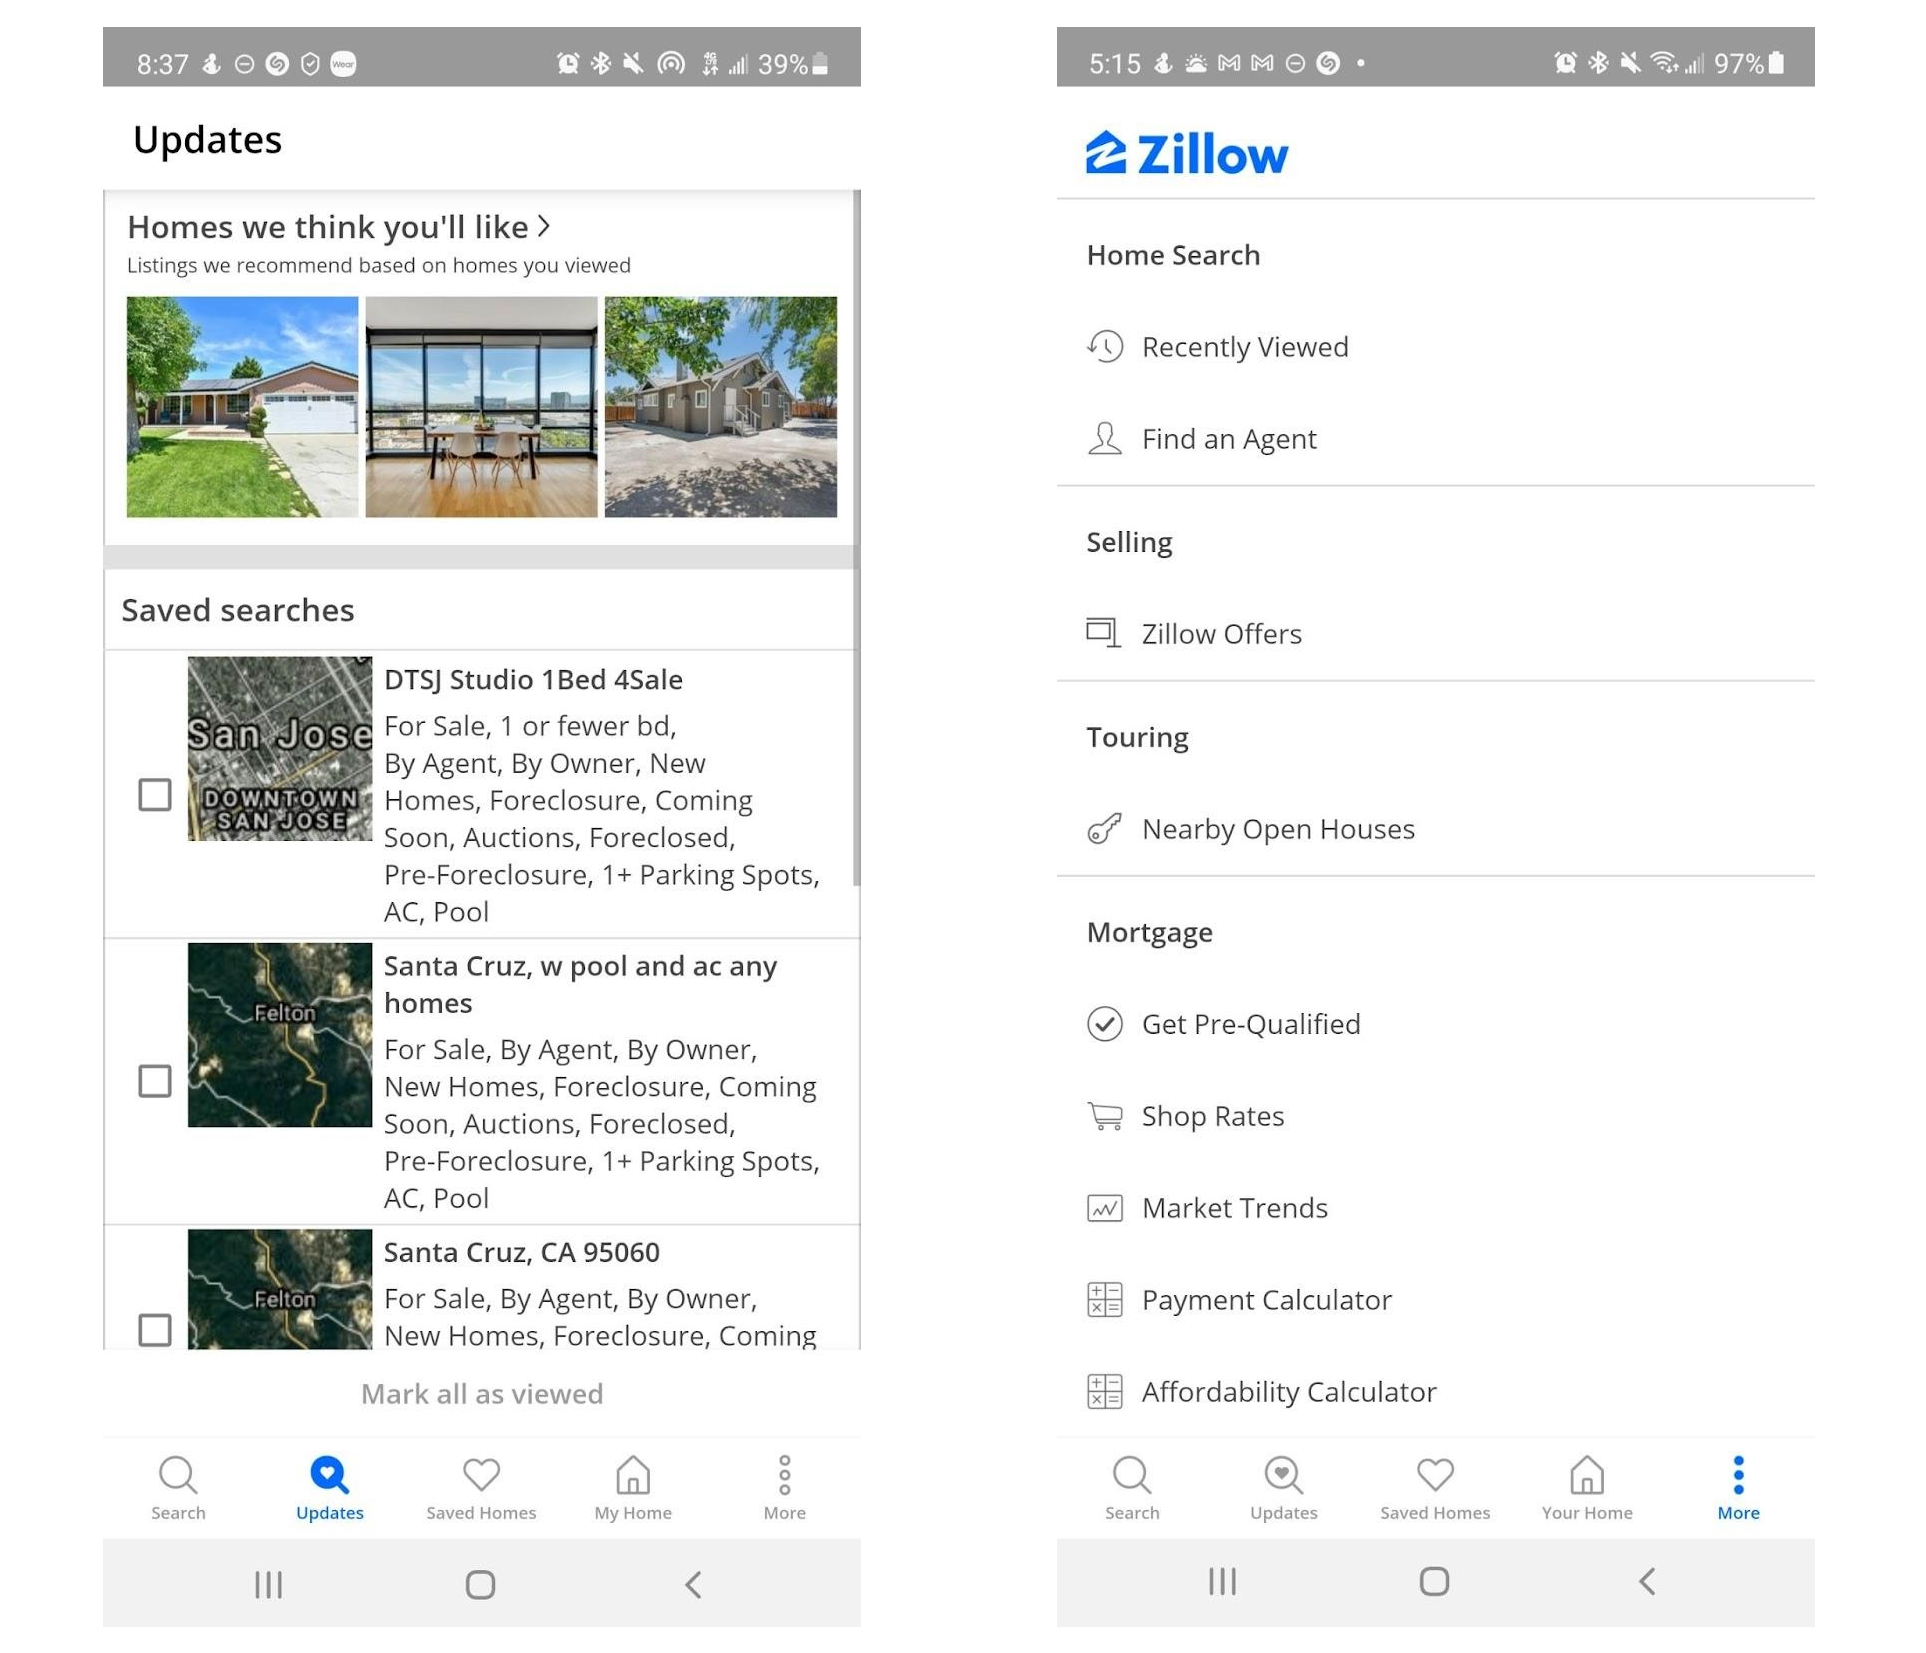 8:37
Wear
4G
39%
Updates
Homes we think you'll like >
Listings we recommend based on homes you viewed
Saved searches
San Jose
DOWNTOWN
SAN JOSE
DTSJ Studio 1Bed 4Sale
For Sale, 1 or fewer bd,
By Agent, By Owner, New
Homes, Foreclosure, Coming
Soon, Auctions, Foreclosed,
Pre-Foreclosure, 1+ Parking Spots,
AC, Pool
Felton
Santa Cruz, w pool and ac any
homes
For Sale, By Agent, By Owner,
New Homes, Foreclosure, Coming
Soon, Auctions, Foreclosed,
Pre-Foreclosure, 1+ Parking Spots,
AC, Pool
Felton
Santa Cruz, CA 95060
For Sale, By Agent, By Owner,
New Homes, Foreclosure, Coming
Mark all as viewed
Search
Updates
Saved Homes
My Home
More
5:15
97%
Zillow
Home Search
Recently Viewed
Find an Agent
Selling
Zillow Offers
Touring
Nearby Open Houses
Mortgage
Get Pre-Qualified
Shop Rates
Market Trends
Payment Calculator
Affordability Calculator
Search
Updates
Saved Homes
Your Home
More